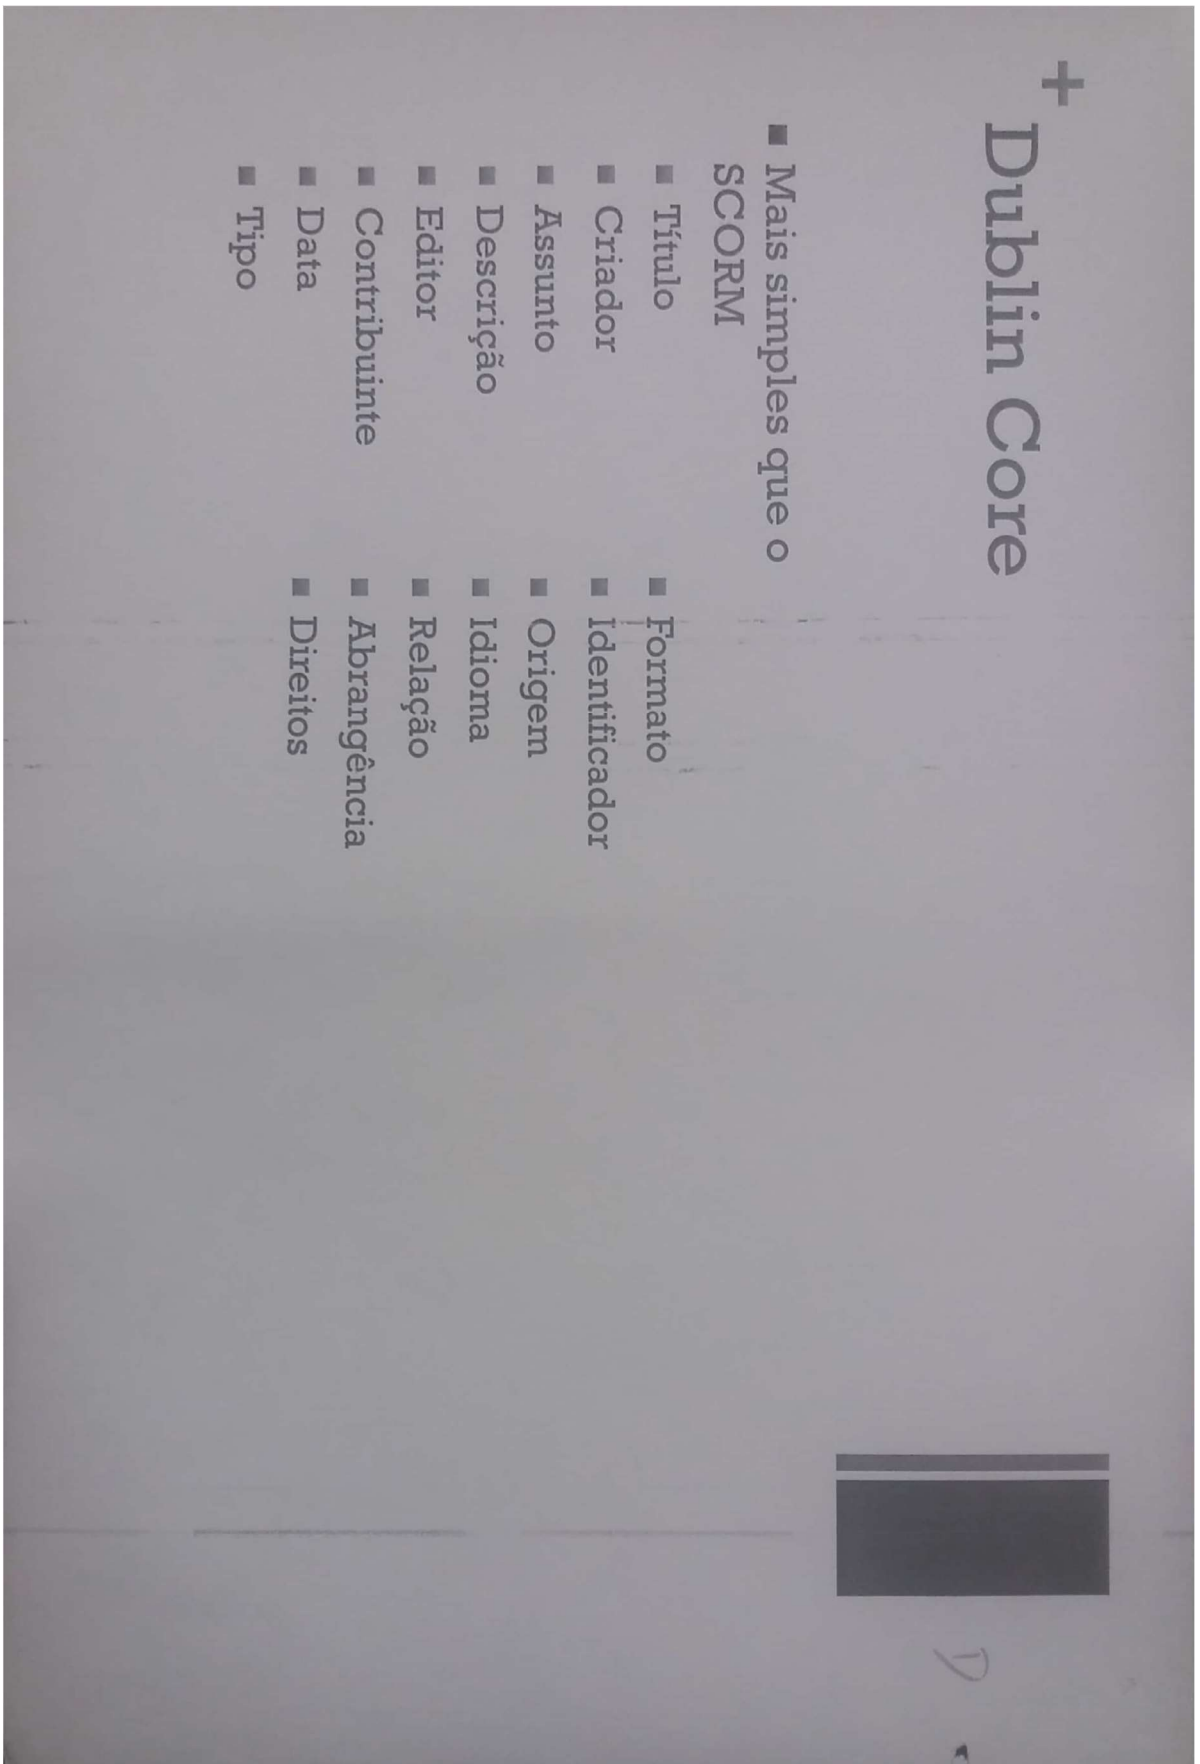 +
Dublin Core
▪ Mais simples que o
SCORM
▪ Título
▪ Criador
▪ Assunto
▪ Descrição
▪ Editor
▪ Contribuinte
▪ Data
▪ Tipo
▪ Formato
▪ Identificador
▪ Origem
▪ Idioma
▪ Relação
▪ Abrangência
▪ Direitos